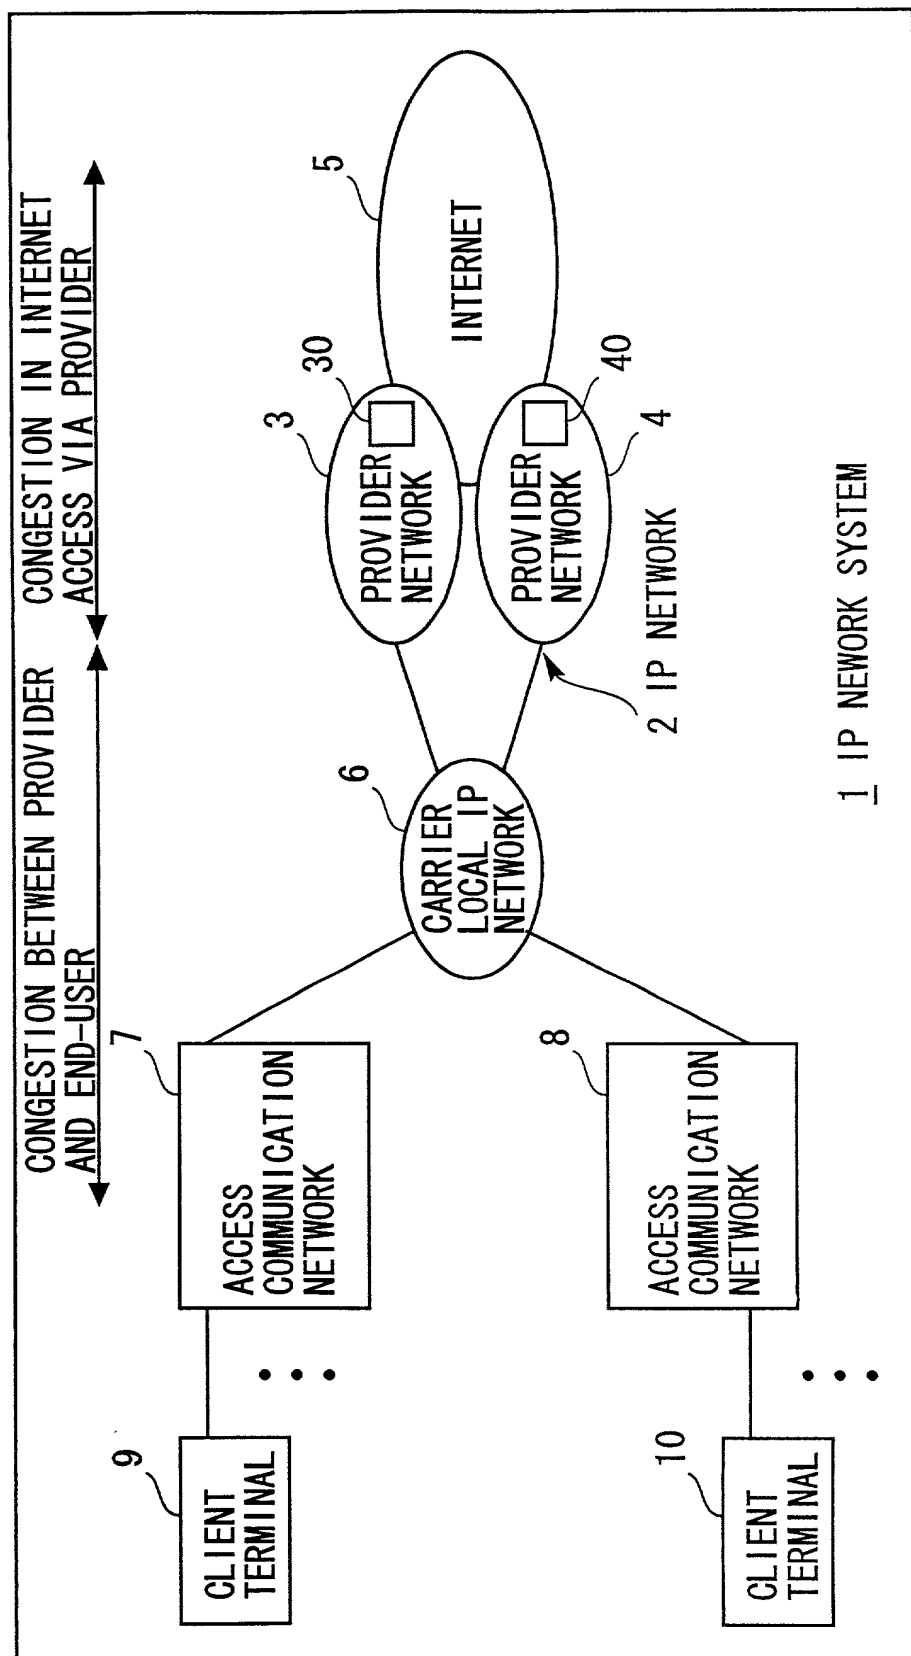 CONGESTION BETWEEN PROVIDER
AND END-USER
CONGESTION IN INTERNET
ACCESS VIA PROVIDER
9
CLIENT
TERMINAL
7
ACCESS
COMMUNICATION
NETWORK
6
CARRIER
LOCAL IP
NETWORK
3
30
PROVIDER
NETWORK
5
INTERNET
PROVIDER
NETWORK
40
4
2 IP NETWORK
10
CLIENT
TERMINAL
8
ACCESS
COMMUNICATION
NETWORK
1 IP NEWORK SYSTEM